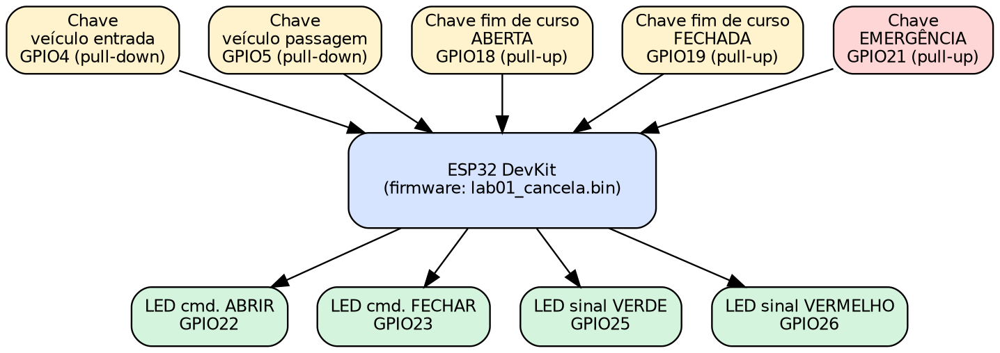 Chave
veículo entrada
GPIO4 (pull-down)
Chave
veículo passagem
GPIO5 (pull-down)
Chave fim de curso
ABERTA
GPIO18 (pull-up)
Chave fim de curso
FECHADA
GPIO19 (pull-up)
Chave
EMERGÊNCIA
GPIO21 (pull-up)
ESP32 DevKit
(firmware: lab01_cancela.bin)
LED cmd. ABRIR
GPIO22
LED cmd. FECHAR
GPIO23
LED sinal VERDE
GPIO25
LED sinal VERMELHO
GPIO26